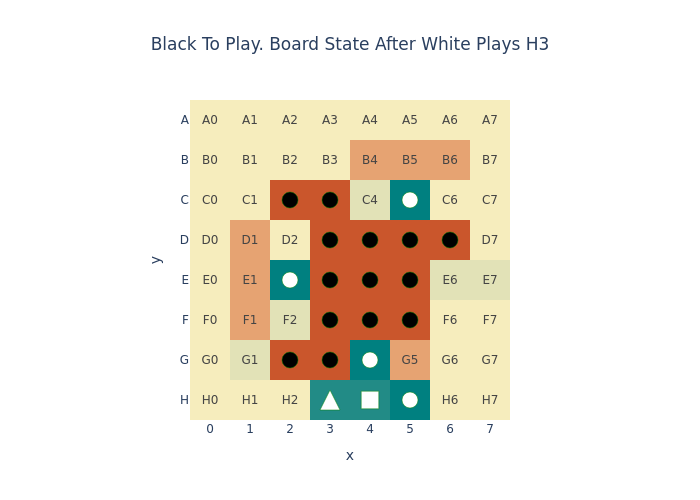 Black To Play. Board State After White Plays H3
A A0 A1 A2 A3 A4 A5 A6 A7
B B0 B1 B2 B3 B4 B5 B6 B7
C C0 C1 C4 C6 C7
D D0 D1 D2 D7
E E0 E1 E6 E7
F F0 F1 F2 F6 F7
G G0 G1 G5 G6 G7
H H0 H1 H2 H6 H7
0 1 2 3 4 5 6 7
x
y